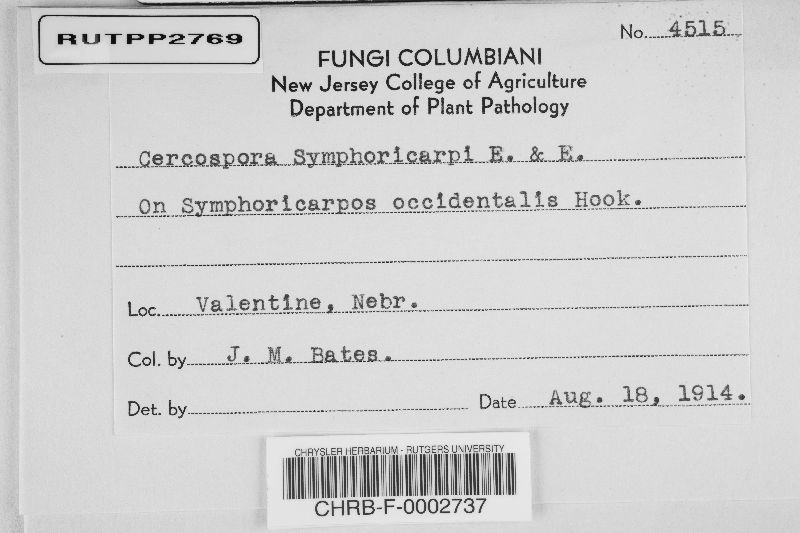 RUTPP2769
No. 4515
FUNGI COLUMBIANI
New Jersey College of Agriculture
Department of Plant Pathology
Cercospora Symphoricarpi E. & E.
On Symphoricarpos occidentalis Hook.
Loc. Valentine, Nebr.
Col. by J. M. Bates.
Det. by Date Aug. 18, 1914.
CHRYSLER HERBARIUM - RUTGERS UNIVERSITY
CHRB-F-0002737